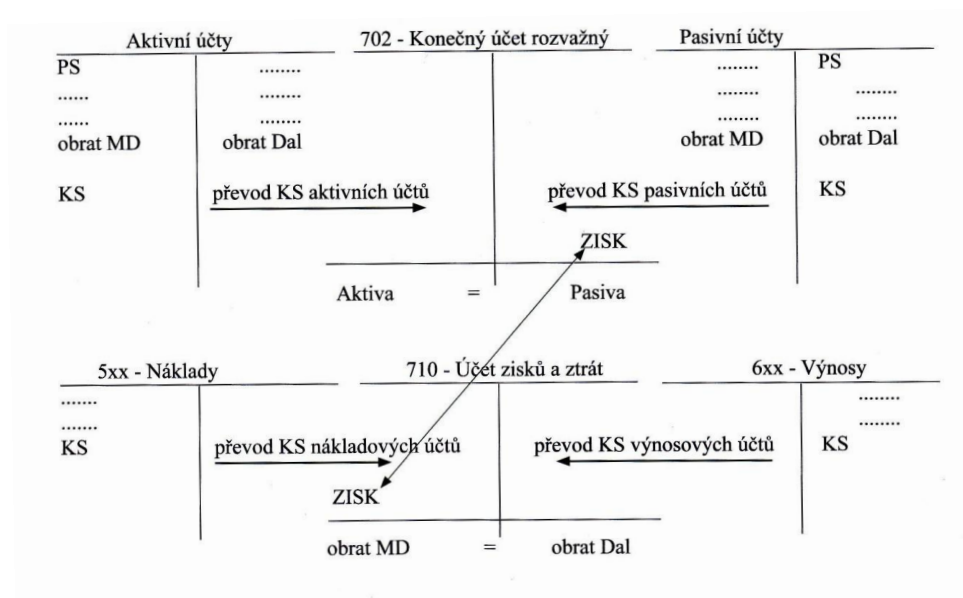 Aktivní účty 702 - Konečný účet rozvažný Pasivní účty
PS ........ ........ PS
...... ........ ........ ........
...... ........ ........ ........
obrat MD obrat Dal obrat MD obrat Dal
KS převod KS aktivních účtů převod KS pasivních účtů KS
ZISK
Aktiva = Pasiva
5xx - Náklady 710 - Účet zisků a ztrát 6xx - Výnosy
....... ........
....... ........
KS převod KS nákladových účtů převod KS výnosových účtů KS
ZISK
obrat MD = obrat Dal